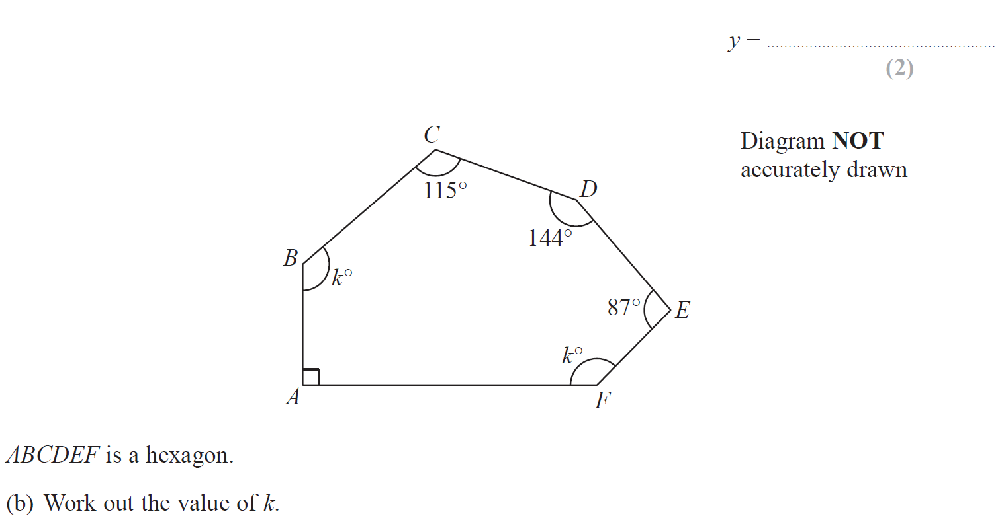 y = ........................................................
(2)
Diagram NOT
accurately drawn
C
115°
D
144°
B
k°
87°
E
k°
A
F
ABCDEF is a hexagon.
(b) Work out the value of k.